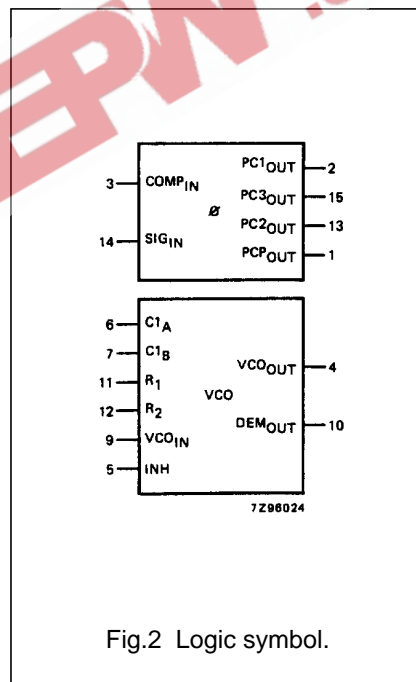 EPW
PC1OUT 2
3 COMPIN
PC3OUT 15
Ø
PC2OUT 13
14 SIGIN
PCPOUT 1
6 C1A
7 C1B
VCOOUT 4
11 R1
VCO
12 R2
DEMOUT 10
9 VCOIN
5 INH
7Z96024
Fig.2 Logic symbol.